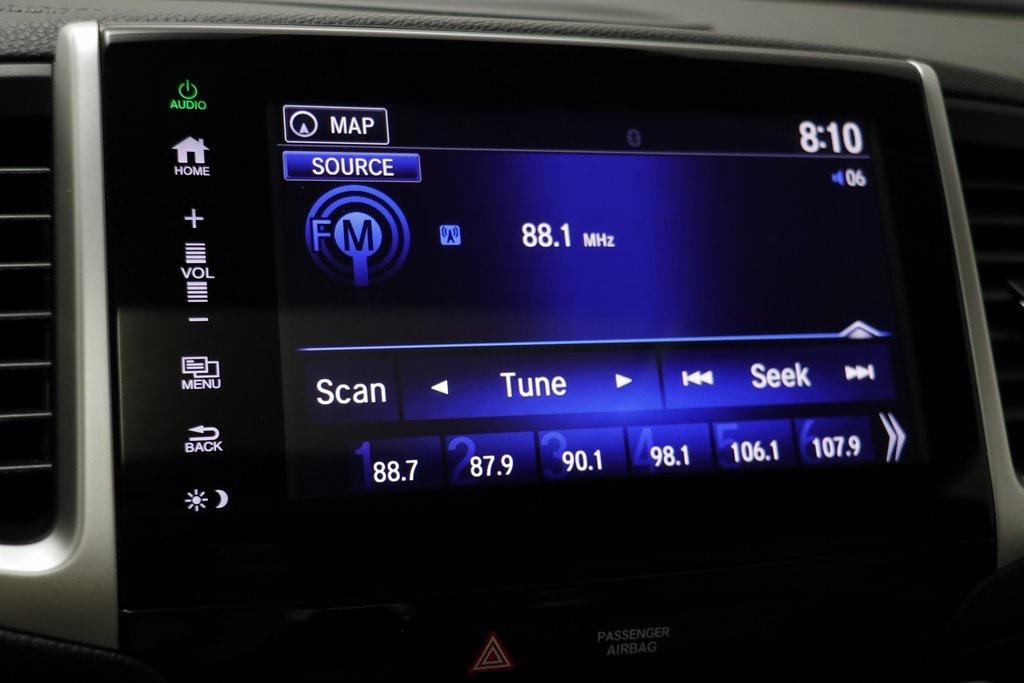 AUDIO
HOME
+
VOL
−
MENU
BACK
MAP
8:10
SOURCE
06
FM
88.1 MHz
Scan
Tune
Seek
1 88.7
2 87.9
3 90.1
4 98.1
5 106.1
6 107.9
PASSENGER
AIRBAG